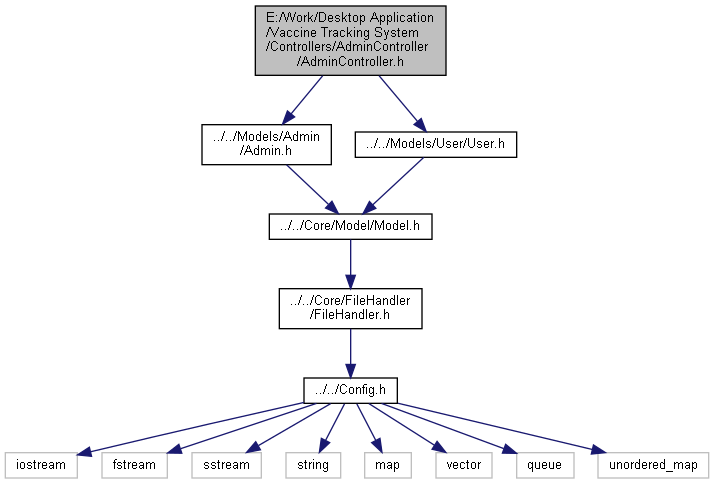 E:/Work/Desktop Application
/Vaccine Tracking System
/Controllers/AdminController
/AdminController.h
../../Models/Admin
/Admin.h
../../Models/User/User.h
../../Core/Model/Model.h
../../Core/FileHandler
/FileHandler.h
../../Config.h
iostream
fstream
sstream
string
map
vector
queue
unordered_map